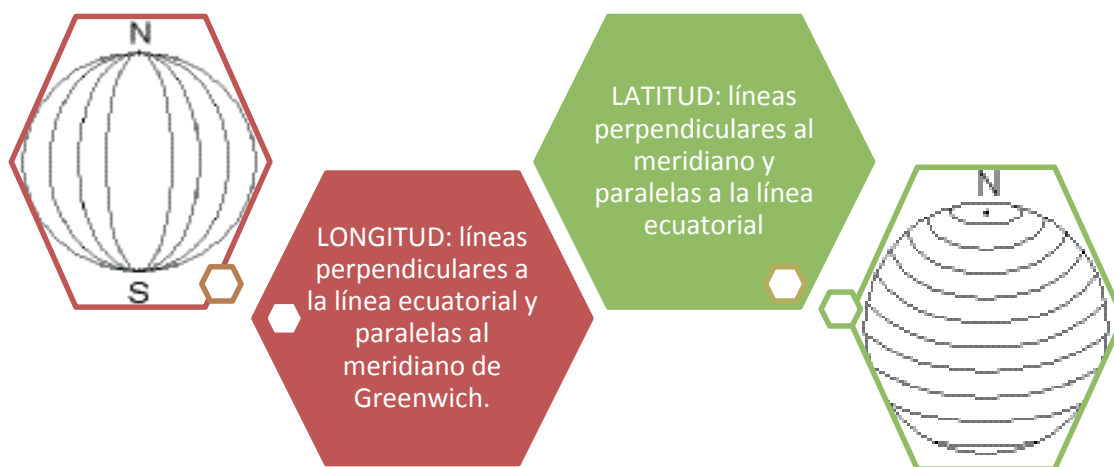 N
S
LONGITUD: líneas
perpendiculares a
la línea ecuatorial y
paralelas al
meridiano de
Greenwich.
LATITUD: líneas
perpendiculares al
meridiano y
paralelas a la línea
ecuatorial
N